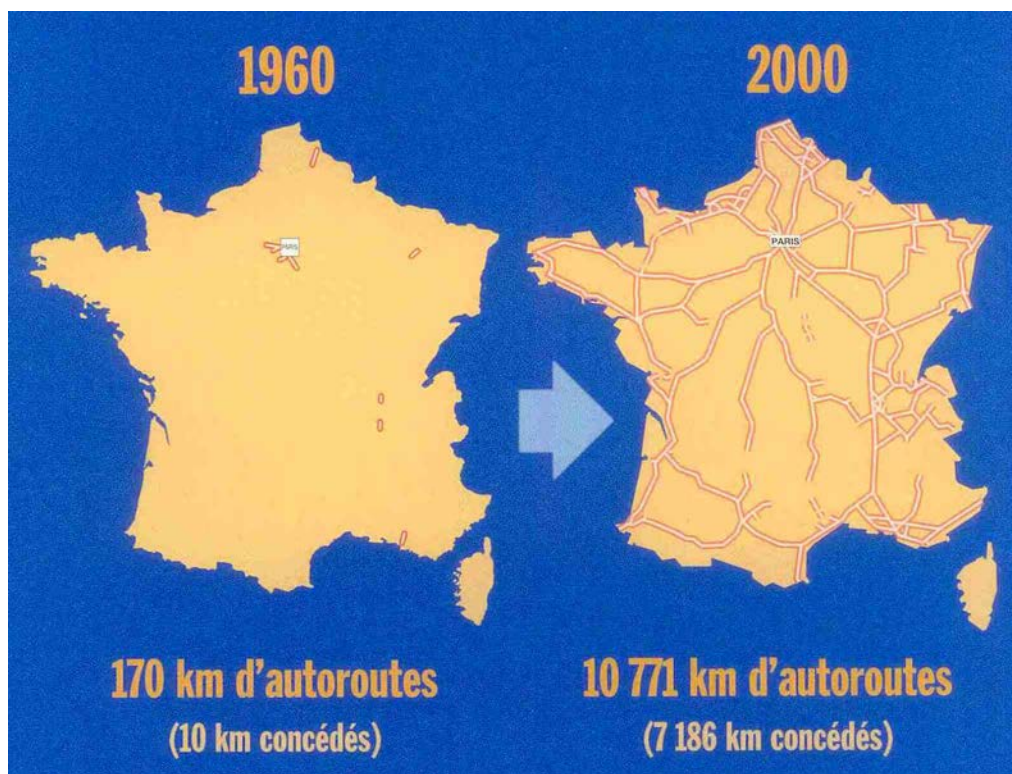 1960
2000
PARIS
PARIS
170 km d'autoroutes
(10 km concédés)
10 771 km d'autoroutes
(7 186 km concédés)